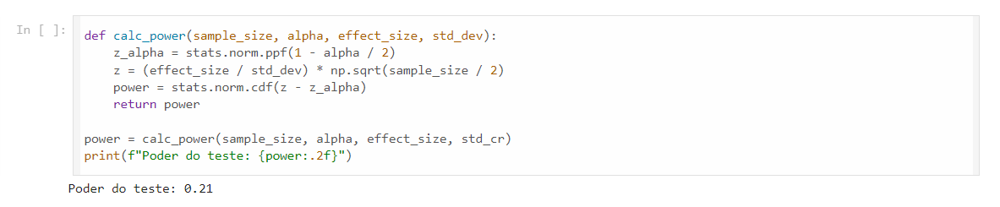 In [ ]:
def calc_power(sample_size, alpha, effect_size, std_dev):
    z_alpha = stats.norm.ppf(1 - alpha / 2)
    z = (effect_size / std_dev) * np.sqrt(sample_size / 2)
    power = stats.norm.cdf(z - z_alpha)
    return power

power = calc_power(sample_size, alpha, effect_size, std_cr)
print(f"Poder do teste: {power:.2f}")
Poder do teste: 0.21